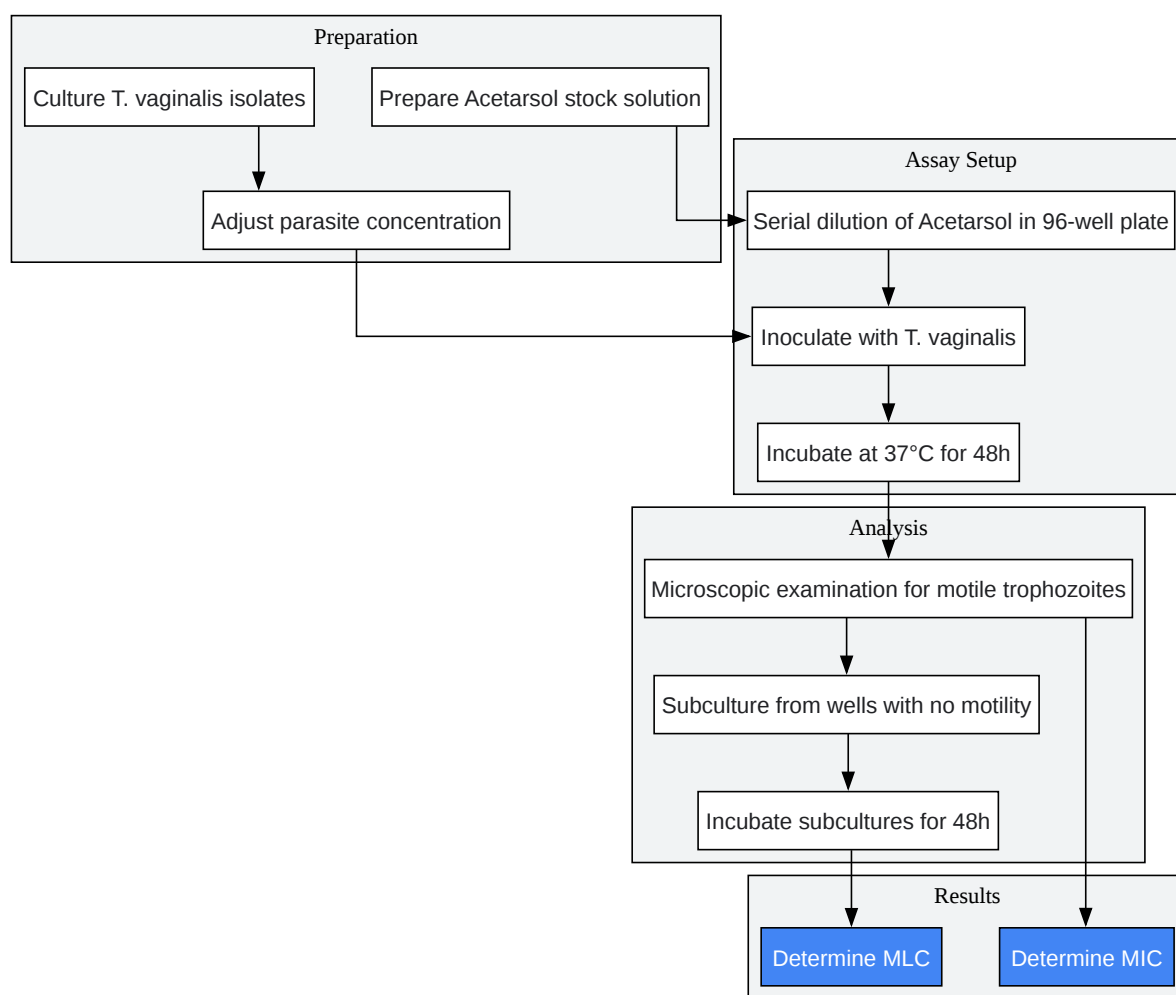 Preparation
Culture T. vaginalis isolates
Prepare Acetarsol stock solution
Adjust parasite concentration
Assay Setup
Serial dilution of Acetarsol in 96-well plate
Inoculate with T. vaginalis
Incubate at 37°C for 48h
Analysis
Microscopic examination for motile trophozoites
Subculture from wells with no motility
Incubate subcultures for 48h
Results
Determine MLC
Determine MIC